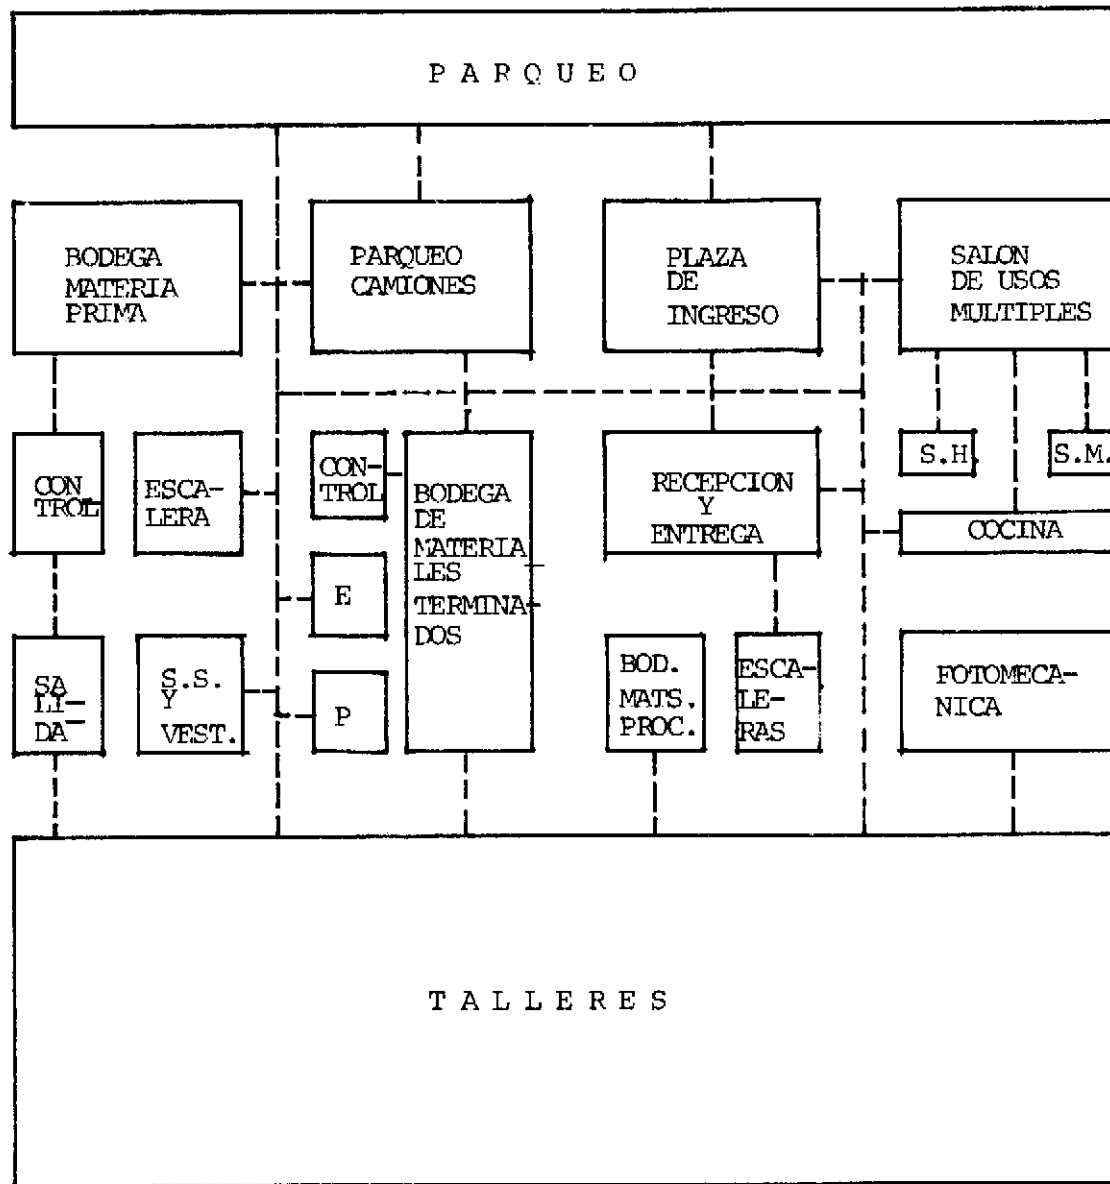 PARQUEO
BODEGA
MATERIA
PRIMA
PARQUEO
CAMIONES
PLAZA
DE
INGRESO
SALON
DE USOS
MULTIPLES
CON
TROL
ESCA-
LERA
CON-
TROL
BODEGA
DE
MATERIA
LES
TERMINA-
DOS
RECEPCION
Y
ENTREGA
S.H.
S.M.
COCINA
E
SA
LI-
DA
S.S.
Y
VEST.
P
BOD.
MATS.
PROC.
ESCA-
LE-
RAS
FOTOMECA-
NICA
TALLERES